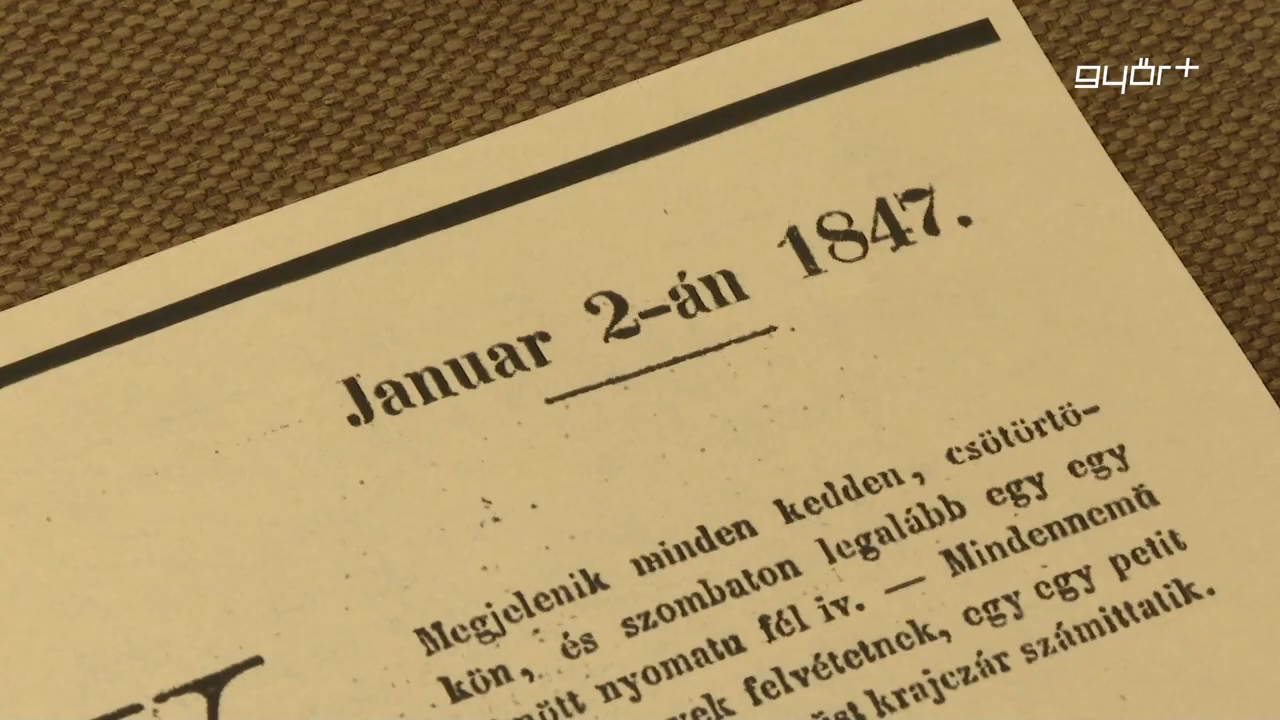 győr+
Januar 2-án 1847.
Megjelenik minden kedden, csötörtö-
kön, és szombaton legalább egy egy
nyomatu fél iv. — Mindennemü
felvétetnek, egy egy petit
krajczár számittatik.